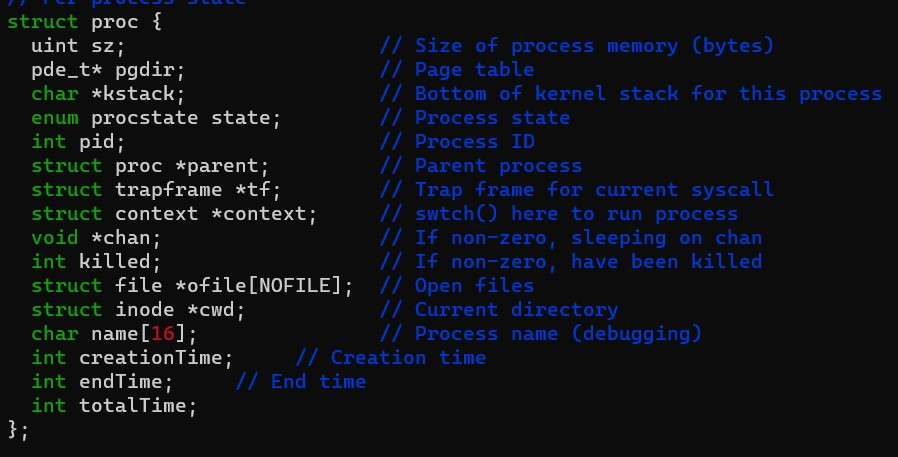 // Per-process state
struct proc {
  uint sz;                     // Size of process memory (bytes)
  pde_t* pgdir;                // Page table
  char *kstack;                // Bottom of kernel stack for this process
  enum procstate state;        // Process state
  int pid;                     // Process ID
  struct proc *parent;         // Parent process
  struct trapframe *tf;        // Trap frame for current syscall
  struct context *context;     // swtch() here to run process
  void *chan;                  // If non-zero, sleeping on chan
  int killed;                  // If non-zero, have been killed
  struct file *ofile[NOFILE];  // Open files
  struct inode *cwd;           // Current directory
  char name[16];               // Process name (debugging)
  int creationTime;     // Creation time
  int endTime;     // End time
  int totalTime;
};